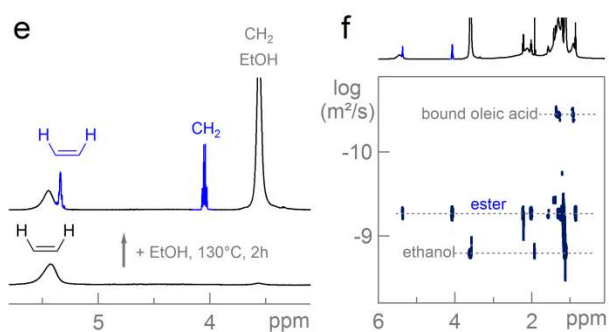 e
CH2
EtOH
H H
CH2
H H
+ EtOH, 130°C, 2h
5 4 ppm
f
log
(m²/s)
bound oleic acid
-10
ester
-9
ethanol
6 4 2 ppm